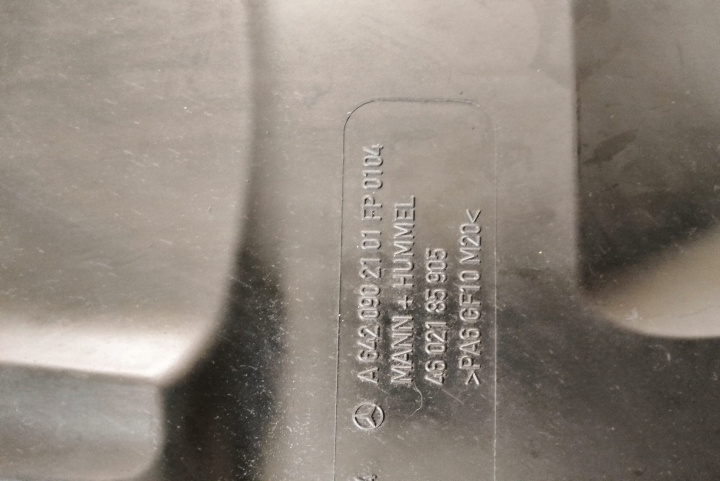 A 642 090 21 01 FP 0104
MANN + HUMMEL
46 021 85 905
>PA6 GF10 M20<